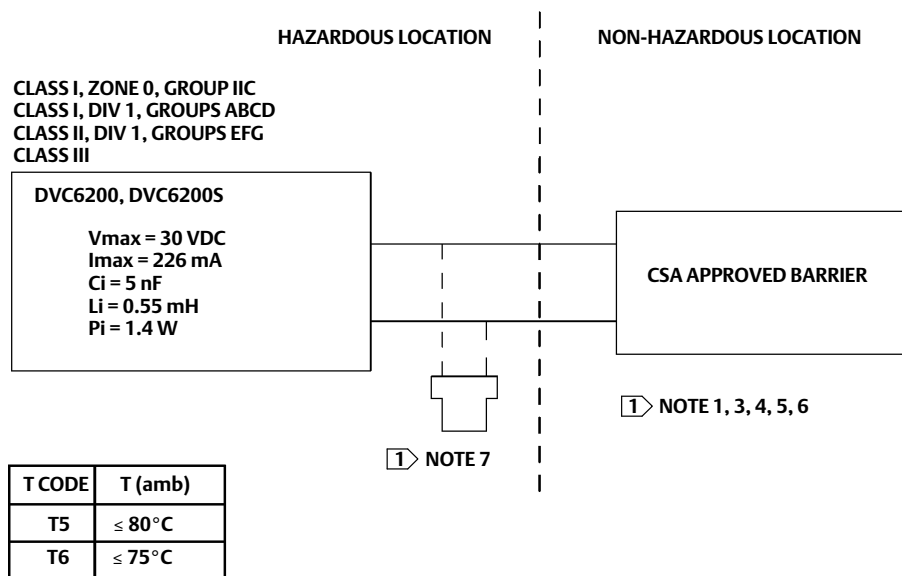 HAZARDOUS LOCATION
NON-HAZARDOUS LOCATION
CLASS I, ZONE 0, GROUP IIC
CLASS I, DIV 1, GROUPS ABCD
CLASS II, DIV 1, GROUPS EFG
CLASS III
DVC6200, DVC6200S
Vmax = 30 VDC
Imax = 226 mA
Ci = 5 nF
Li = 0.55 mH
Pi = 1.4 W
CSA APPROVED BARRIER
1 NOTE 1, 3, 4, 5, 6
1 NOTE 7
T CODE T (amb)
T5 ≤ 80°C
T6 ≤ 75°C